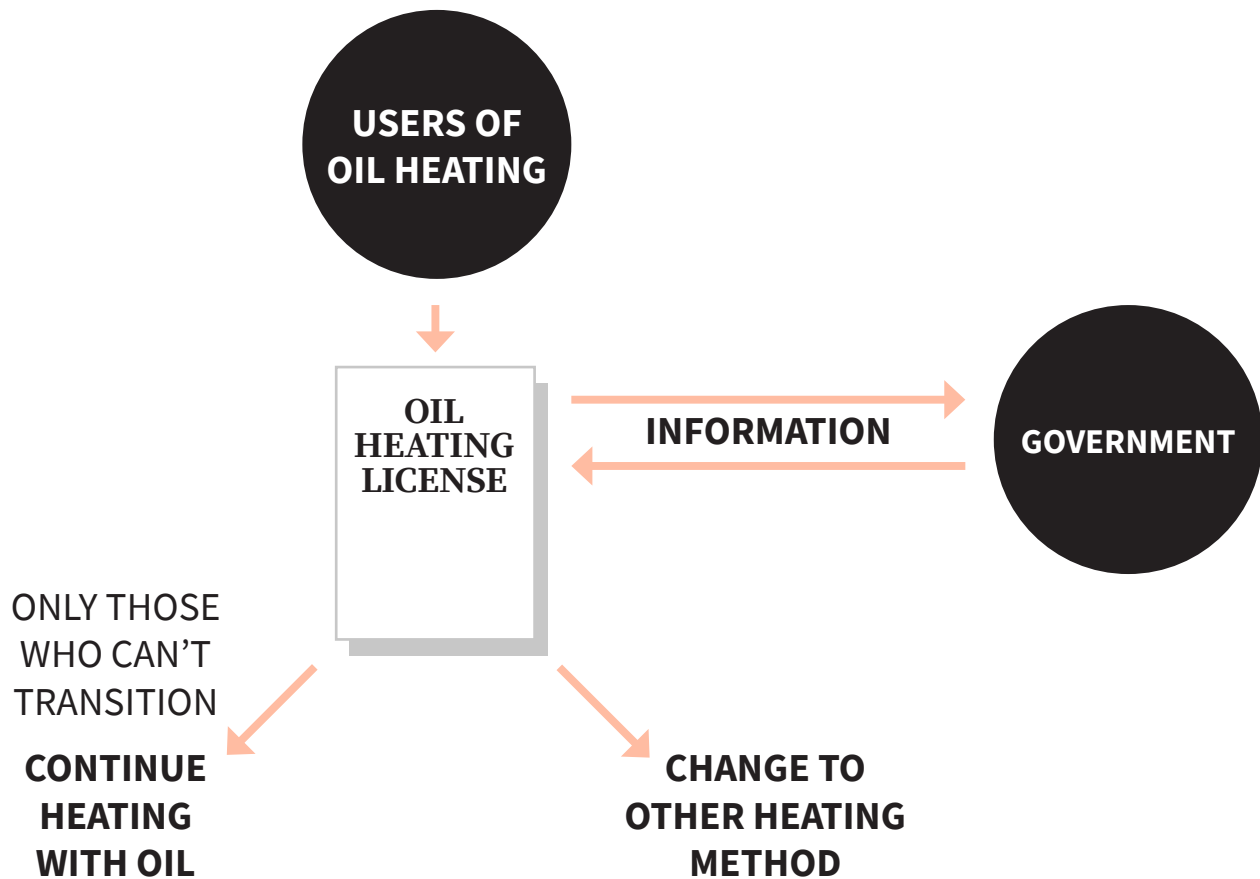 USERS OF
OIL HEATING
OIL
HEATING
LICENSE
INFORMATION
GOVERNMENT
ONLY THOSE
WHO CAN’T
TRANSITION
CONTINUE
HEATING
WITH OIL
CHANGE TO
OTHER HEATING
METHOD